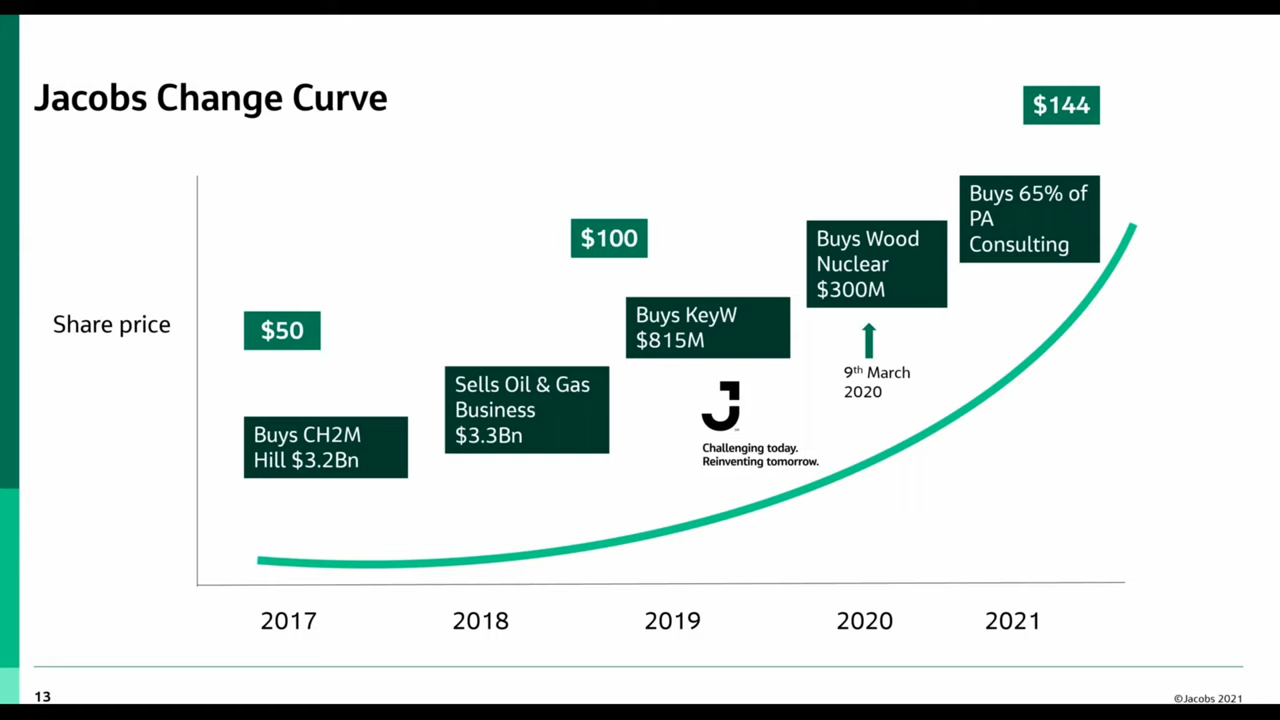 Jacobs Change Curve
$144
Buys 65% of
PA
Consulting
$100
Buys Wood
Nuclear
$300M
Buys KeyW
$815M
Share price
$50
Sells Oil & Gas
Business
$3.3Bn
9th March
2020
Buys CH2M
Hill $3.2Bn
Challenging today.
Reinventing tomorrow.
2017 2018 2019 2020 2021
13
©Jacobs 2021